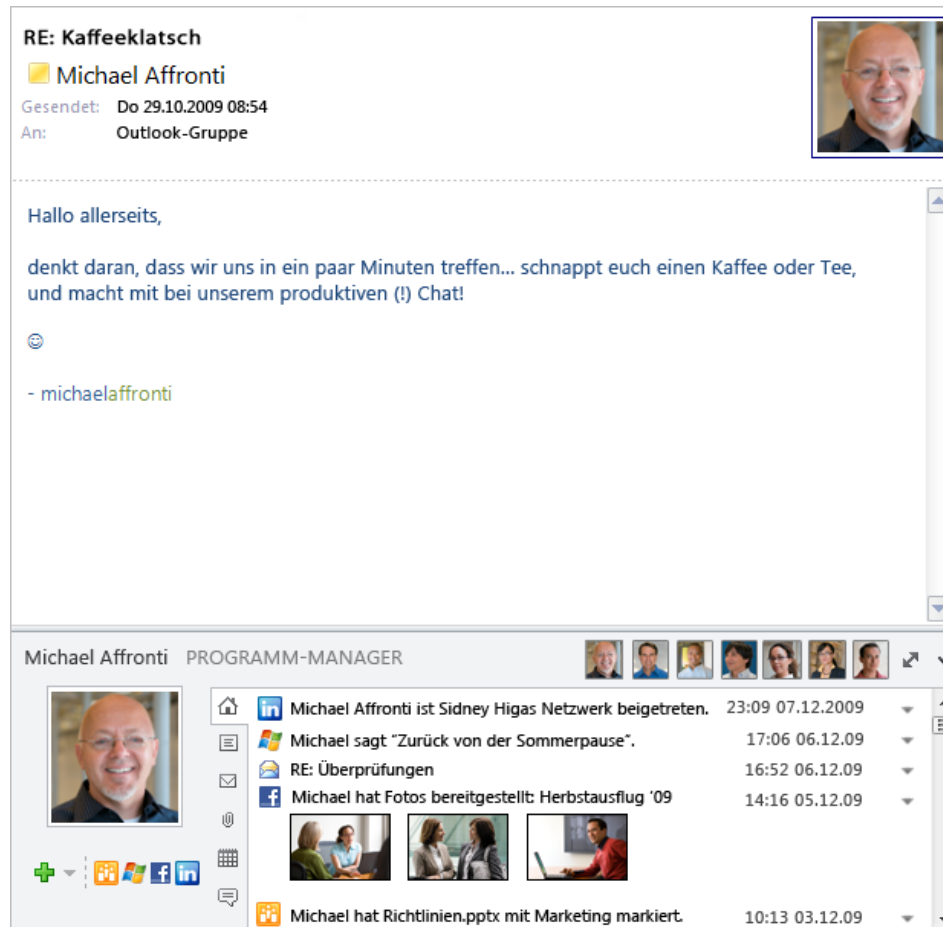 RE: Kaffeeklatsch
Michael Affronti
Gesendet: Do 29.10.2009 08:54
An: Outlook-Gruppe
Hallo allerseits,
denkt daran, dass wir uns in ein paar Minuten treffen... schnappt euch einen Kaffee oder Tee,
und macht mit bei unserem produktiven (!) Chat!
☺
- michaelaffronti
Michael Affronti PROGRAMM-MANAGER
in Michael Affronti ist Sidney Higas Netzwerk beigetreten. 23:09 07.12.2009
Michael sagt "Zurück von der Sommerpause". 17:06 06.12.09
RE: Überprüfungen 16:52 06.12.09
f Michael hat Fotos bereitgestellt: Herbstausflug '09 14:16 05.12.09
f in
Michael hat Richtlinien.pptx mit Marketing markiert. 10:13 03.12.09